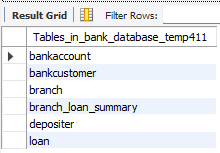 Result Grid Filter Rows:
Tables_in_bank_database_temp411
bankaccount
bankcustomer
branch
branch_loan_summary
depositer
loan